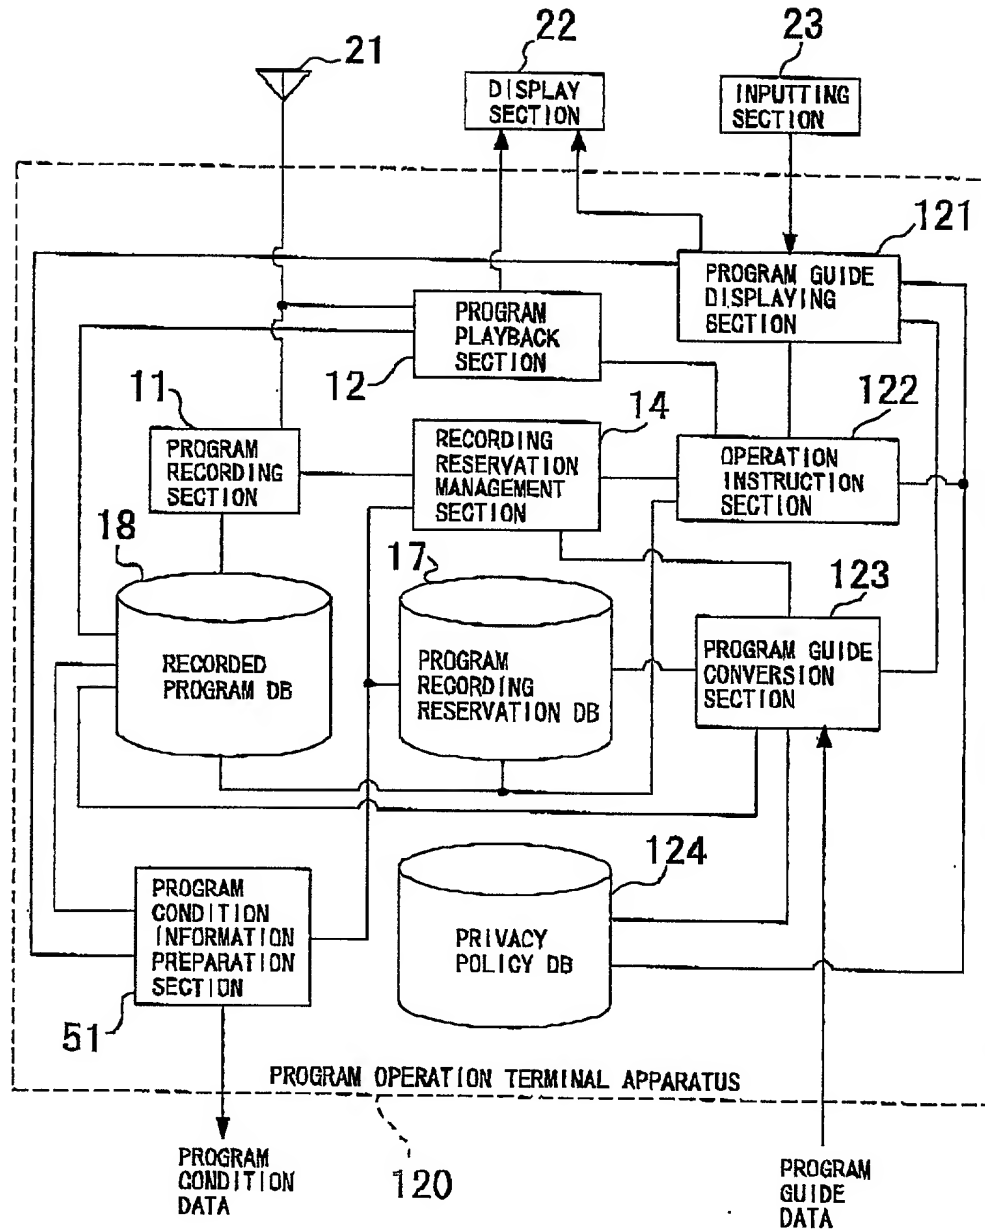 21
22
23
DISPLAY
SECTION
INPUTTING
SECTION
121
PROGRAM GUIDE
DISPLAYING
SECTION
PROGRAM
PLAYBACK
SECTION
12
11
14
122
PROGRAM
RECORDING
SECTION
RECORDING
RESERVATION
MANAGEMENT
SECTION
OPERATION
INSTRUCTION
SECTION
18
17
123
RECORDED
PROGRAM DB
PROGRAM
RECORDING
RESERVATION DB
PROGRAM GUIDE
CONVERSION
SECTION
124
PROGRAM
CONDITION
INFORMATION
PREPARATION
SECTION
PRIVACY
POLICY DB
51
PROGRAM OPERATION TERMINAL APPARATUS
120
PROGRAM
CONDITION
DATA
PROGRAM
GUIDE
DATA